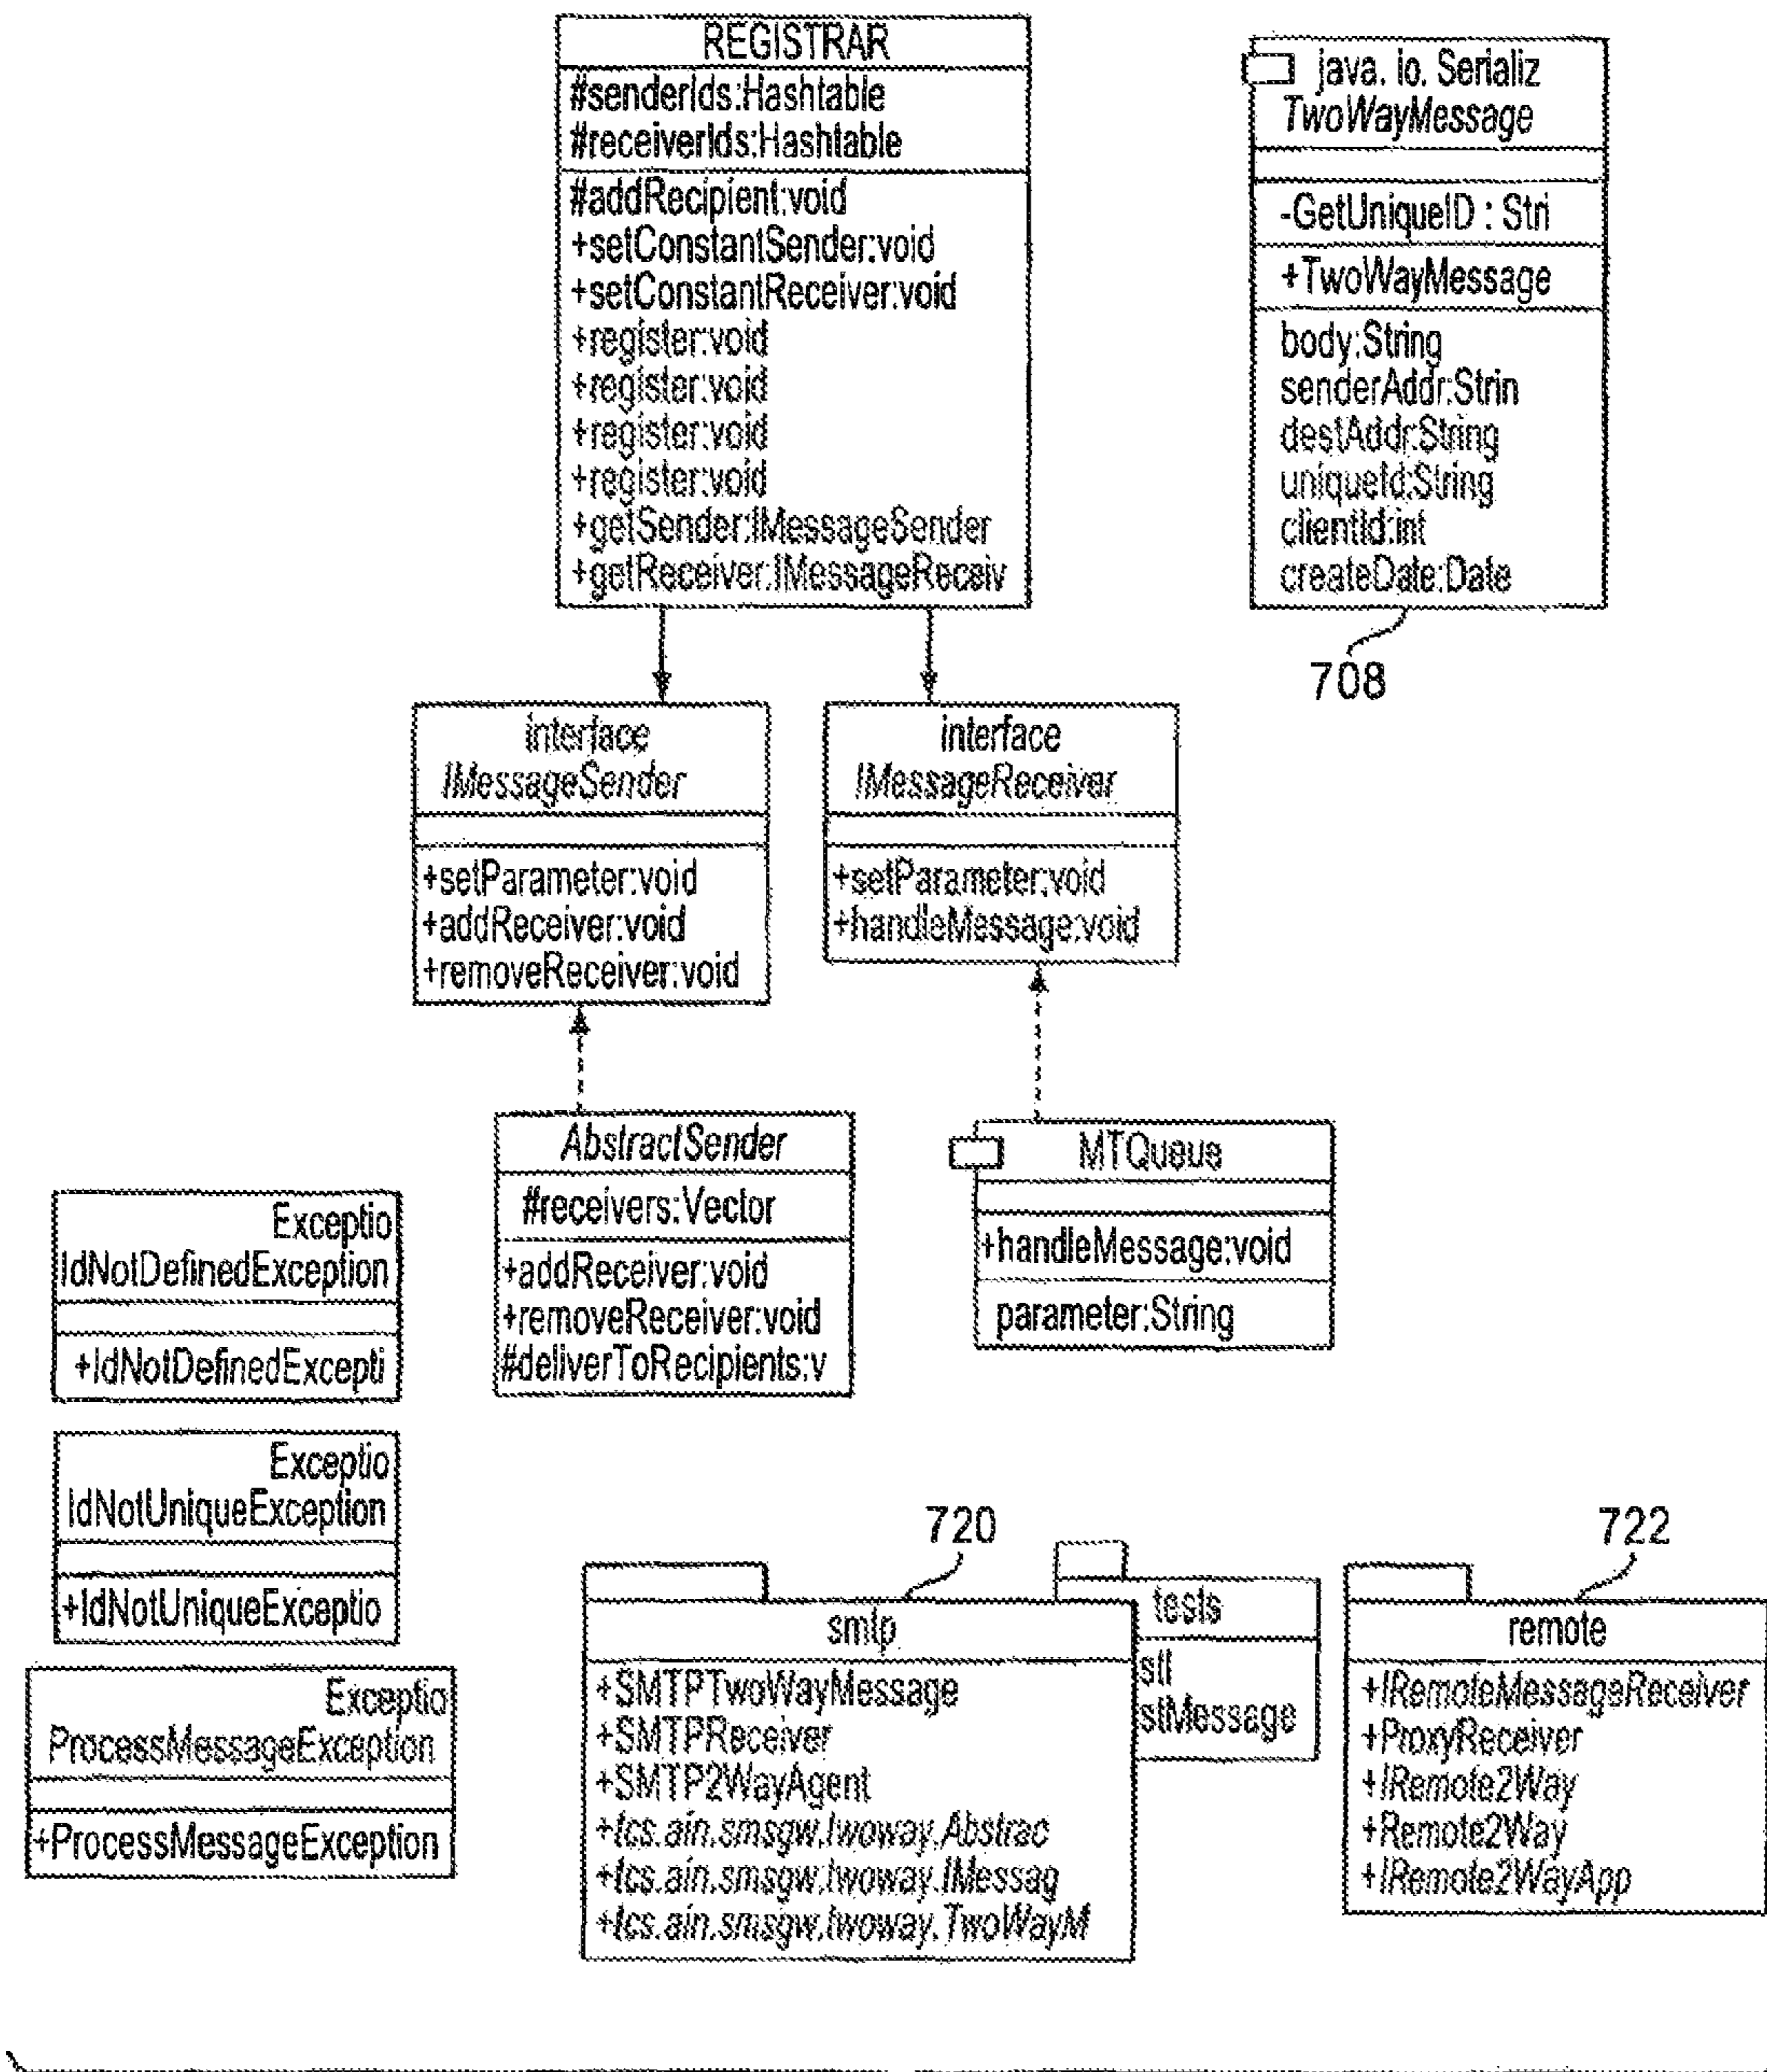 REGISTRAR
#senderIds:Hashtable
#receiverIds:Hashtable
#addRecipient:void
+setConstantSender:void
+setConstantReceiver:void
+register:void
+register:void
+register:void
+register:void
+getSender:IMessageSender
+getReceiver:IMessageReceiv
java. io. Serializ
TwoWayMessage
-GetUniqueID : Stri
+TwoWayMessage
body:String
senderAddr:Strin
destAddr:String
uniqueId:String
clientId:int
createDate:Date
708
interface
IMessageSender
+setParameter:void
+addReceiver:void
+removeReceiver:void
interface
IMessageReceiver
+setParameter:void
+handleMessage:void
AbstractSender
#receivers:Vector
+addReceiver:void
+removeReceiver:void
#deliverToRecipients:v
MTQueue
+handleMessage:void
parameter:String
Exceptio
IdNotDefinedException
+IdNotDefinedExcepti
Exceptio
IdNotUniqueException
+IdNotUniqueExceptio
Exceptio
ProcessMessageException
+ProcessMessageException
720
smtp
+SMTPTwoWayMessage
+SMTPReceiver
+SMTP2WayAgent
+tcs.ain.smsgw.twoway.Abstrac
+tcs.ain.smsgw.twoway.IMessag
+tcs.ain.smsgw.twoway.TwoWayM
tests
stI
stMessage
722
remote
+IRemoteMessageReceiver
+ProxyReceiver
+IRemote2Way
+Remote2Way
+IRemote2WayApp